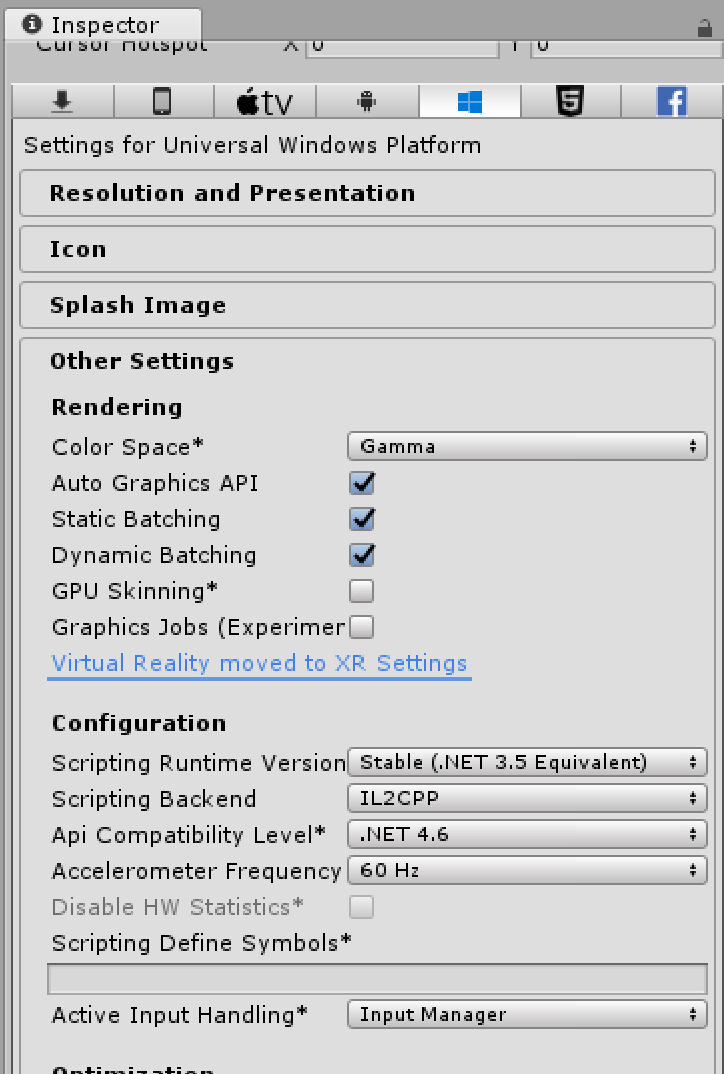 Inspector
Cursor Hotspot X 0 Y 0
tv
Settings for Universal Windows Platform
Resolution and Presentation
Icon
Splash Image
Other Settings
Rendering
Color Space* Gamma
Auto Graphics API
Static Batching
Dynamic Batching
GPU Skinning*
Graphics Jobs (Experimer
Virtual Reality moved to XR Settings
Configuration
Scripting Runtime Version Stable (.NET 3.5 Equivalent)
Scripting Backend IL2CPP
Api Compatibility Level* .NET 4.6
Accelerometer Frequency 60 Hz
Disable HW Statistics*
Scripting Define Symbols*
Active Input Handling* Input Manager
Optimization